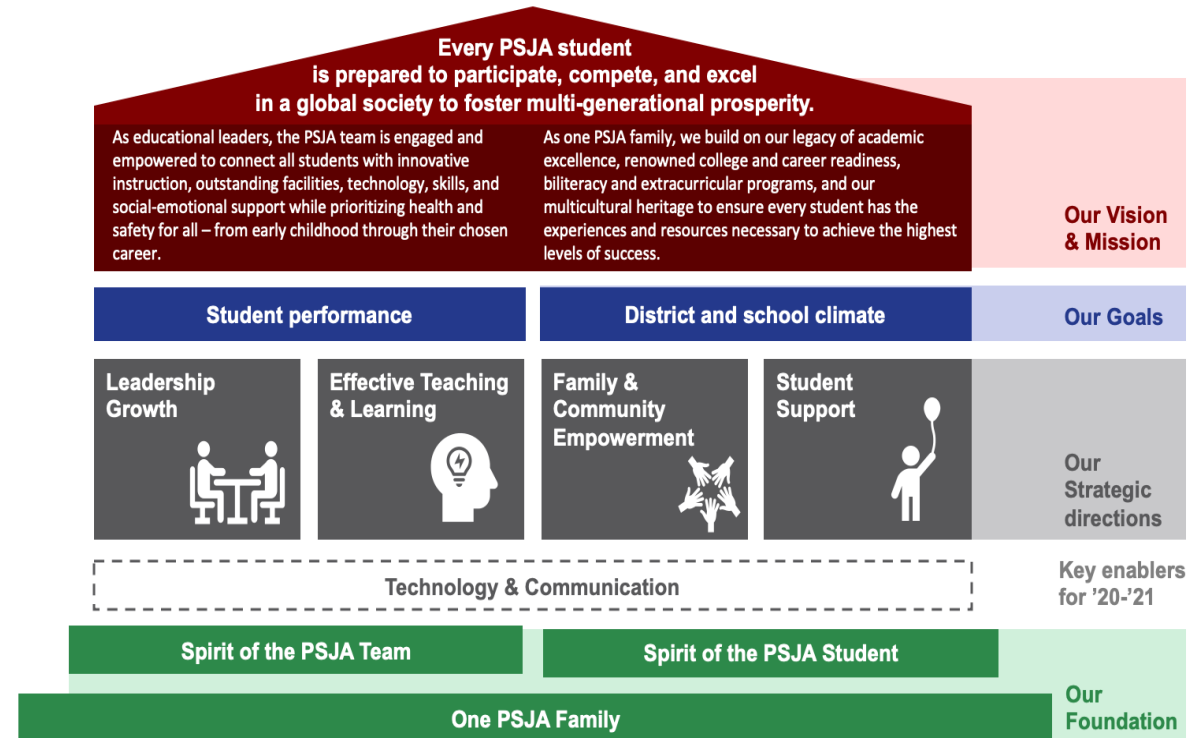 Every PSJA student
is prepared to participate, compete, and excel
in a global society to foster multi-generational prosperity.
As educational leaders, the PSJA team is engaged and
empowered to connect all students with innovative
instruction, outstanding facilities, technology, skills, and
social-emotional support while prioritizing health and
safety for all – from early childhood through their chosen
career.
As one PSJA family, we build on our legacy of academic
excellence, renowned college and career readiness,
biliteracy and extracurricular programs, and our
multicultural heritage to ensure every student has the
experiences and resources necessary to achieve the highest
levels of success.
Our Vision
& Mission
Student performance
District and school climate
Our Goals
Leadership
Growth
Effective Teaching
& Learning
Family &
Community
Empowerment
Student
Support
Our
Strategic
directions
Technology & Communication
Key enablers
for ’20-’21
Spirit of the PSJA Team
Spirit of the PSJA Student
One PSJA Family
Our
Foundation